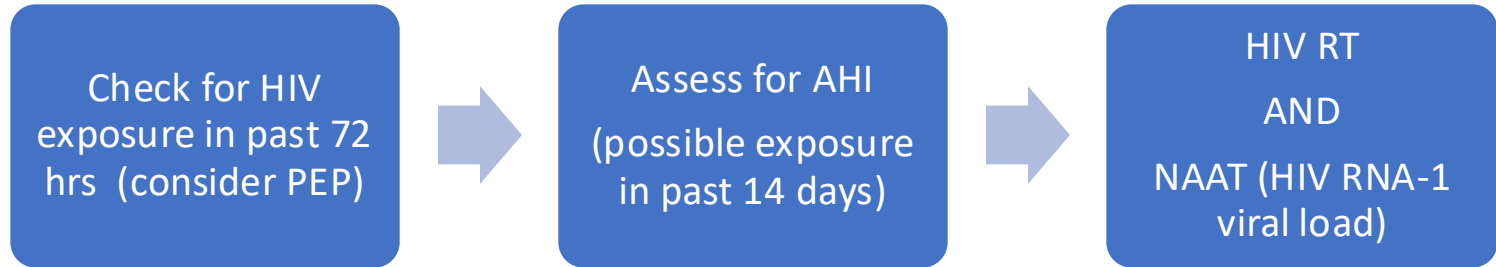 Check for HIV
exposure in past 72
hrs (consider PEP)
Assess for AHI
(possible exposure
in past 14 days)
HIV RT
AND
NAAT (HIV RNA-1
viral load)